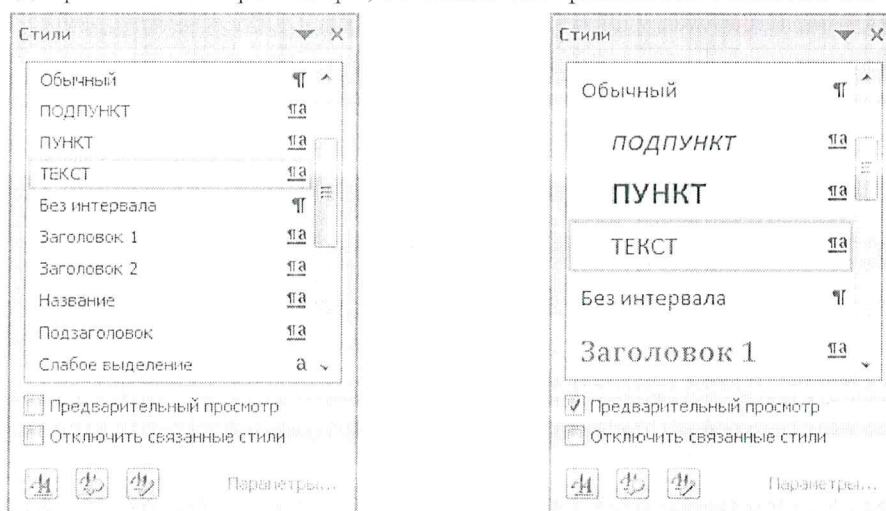 Стили
Обычный
ПОДПУНКТ
ПУНКТ
ТЕКСТ
Без интервала
Заголовок 1
Заголовок 2
Название
Подзаголовок
Слабое выделение
Предварительный просмотр
Отключить связанные стили
Параметры...
Стили
Обычный
ПОДПУНКТ
ПУНКТ
ТЕКСТ
Без интервала
Заголовок 1
Предварительный просмотр
Отключить связанные стили
Параметры...